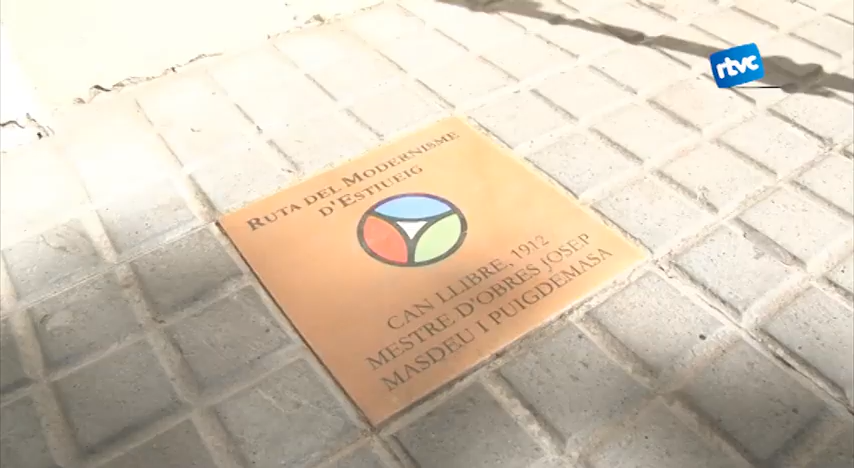 rtvc
RUTA DEL MODERNISME
D'ESTIUEIG
CAN LLIBRE, 1912
MESTRE D'OBRES JOSEP
MASDEU I PUIGDEMASA